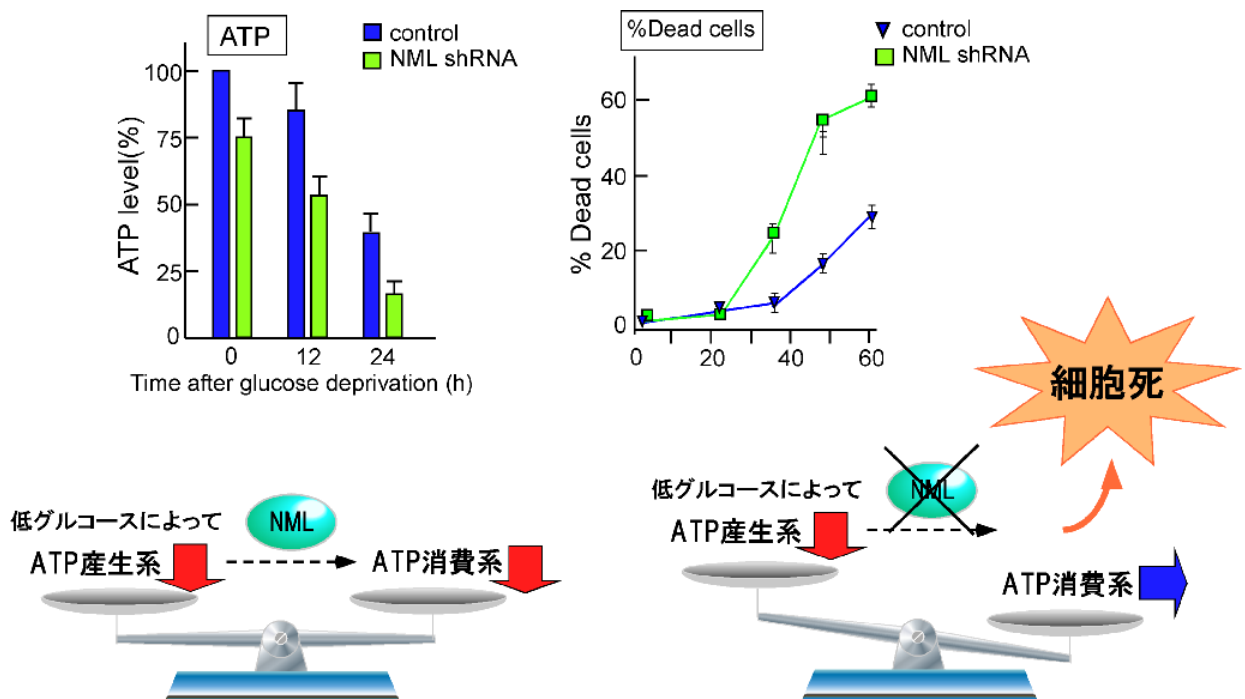 ATP
control
NML shRNA
100
75
50
25
0
ATP level(%)
0 12 24
Time after glucose deprivation (h)
%Dead cells
control
NML shRNA
60
40
20
0
% Dead cells
0 20 40 60
低グルコースによって
ATP産生系
NML
ATP消費系
低グルコースによって
ATP産生系
NML
ATP消費系
細胞死